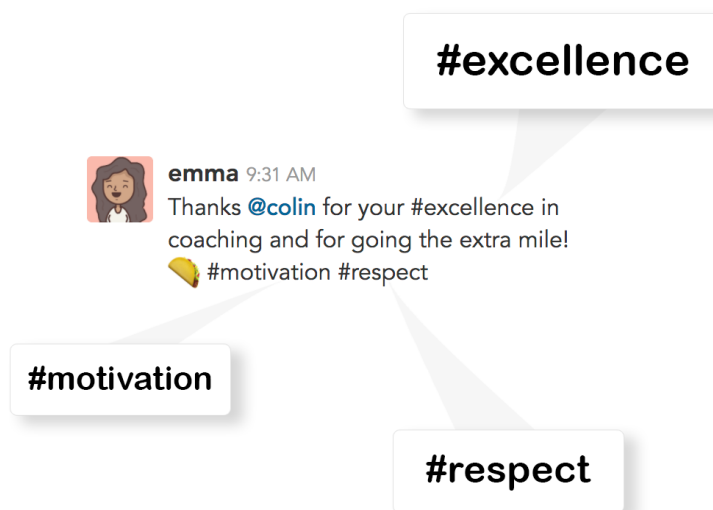 #excellence
emma 9:31 AM
Thanks @colin for your #excellence in
coaching and for going the extra mile!
🌮 #motivation #respect
#motivation
#respect